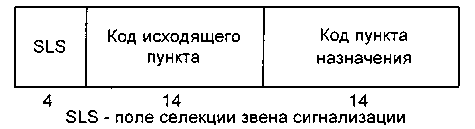 SLS
Код исходящего
пункта
Код пункта
назначения
4 14 14
SLS - поле селекции звена сигнализации